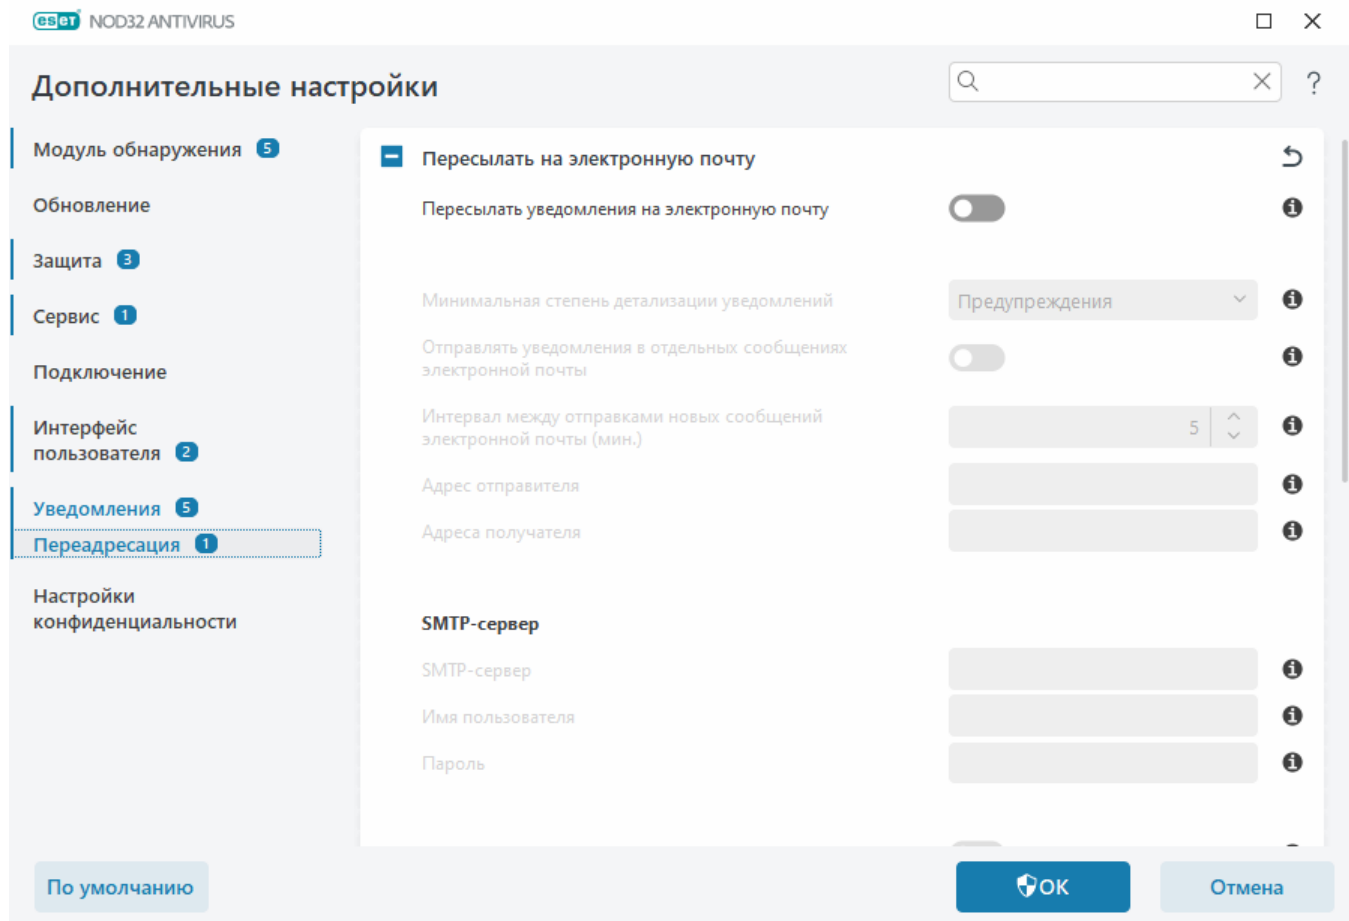 eset NOD32 ANTIVIRUS
Дополнительные настройки
?
Модуль обнаружения 5
Обновление
Защита 3
Сервис 1
Подключение
Интерфейс
пользователя 2
Уведомления 5
Переадресация 1
Настройки
конфиденциальности
Пересылать на электронную почту
Пересылать уведомления на электронную почту
Минимальная степень детализации уведомлений
Предупреждения
Отправлять уведомления в отдельных сообщениях
электронной почты
Интервал между отправками новых сообщений
электронной почты (мин.)
5
Адрес отправителя
Адреса получателя
SMTP-сервер
SMTP-сервер
Имя пользователя
Пароль
По умолчанию
ОК
Отмена